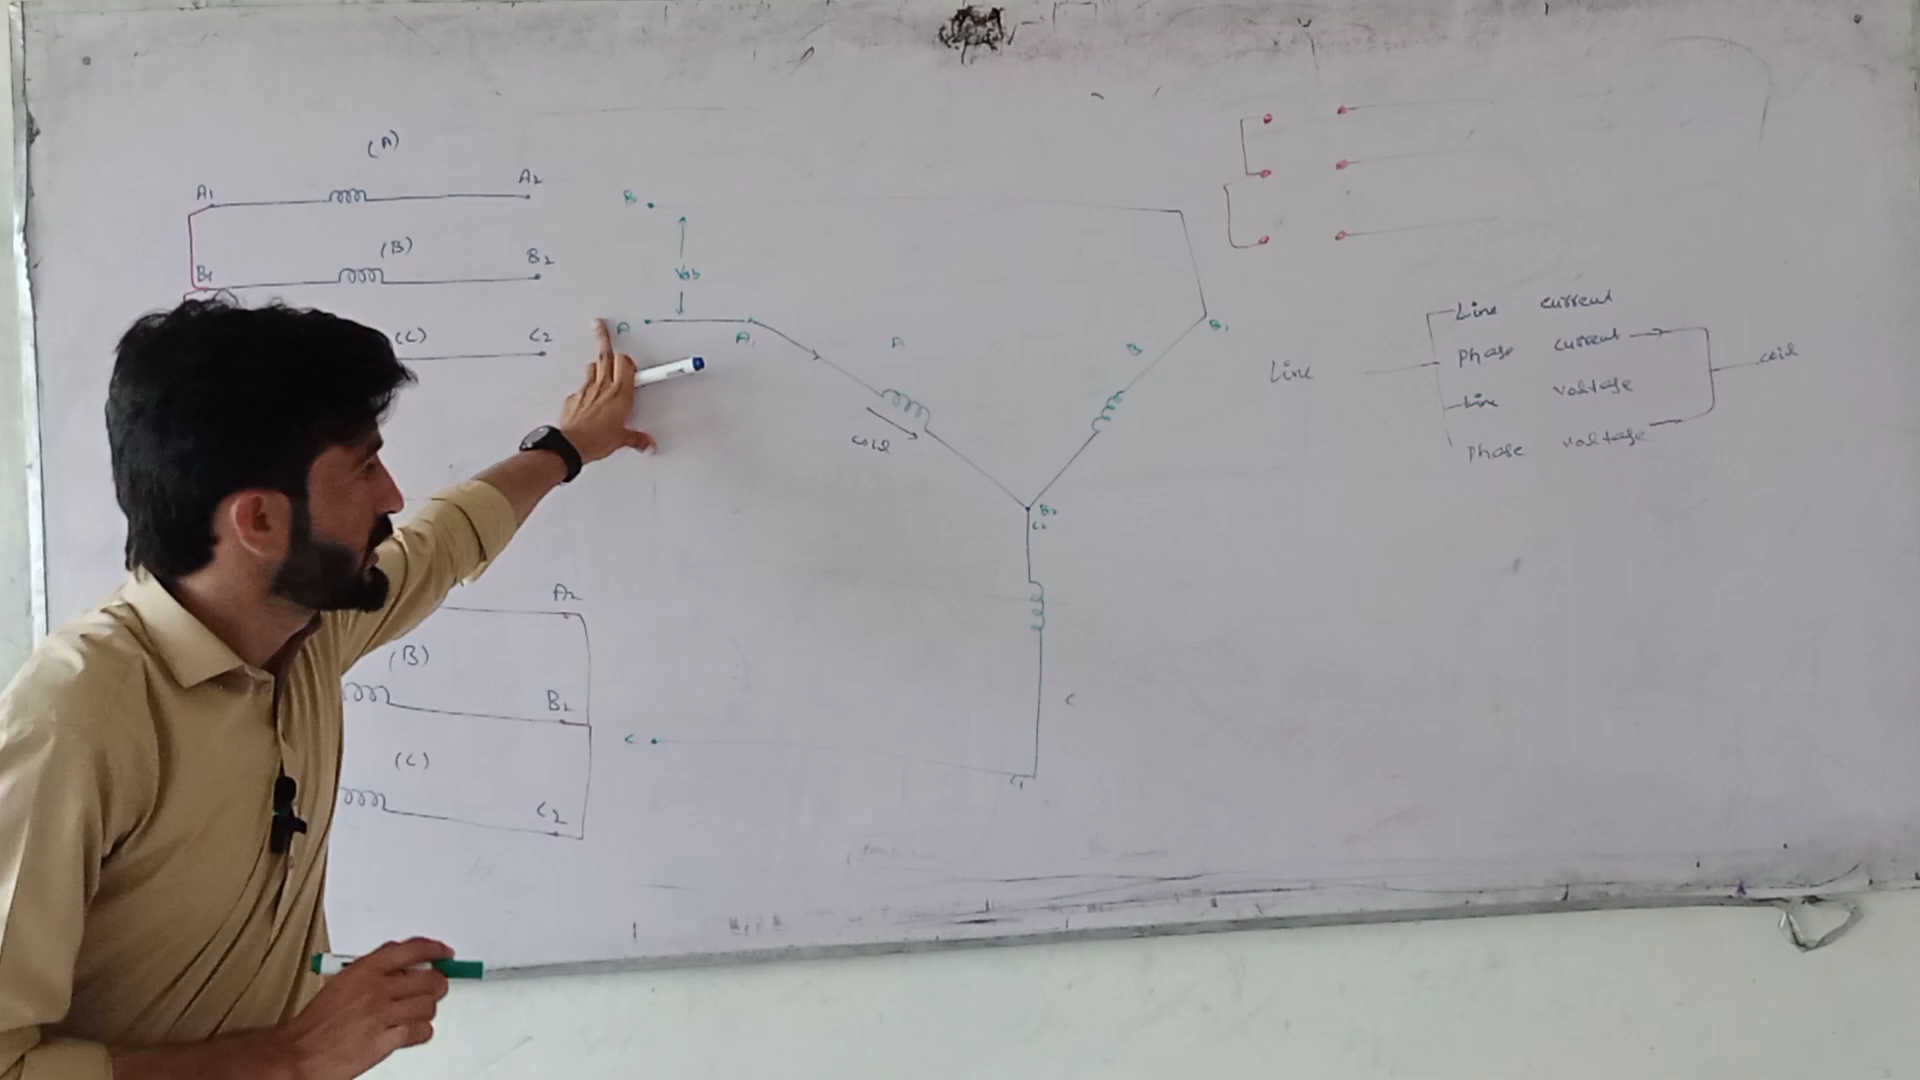 (A)
A1 A2
(B)
B1 B2
(C)
C2
A2
(B)
B2
(C)
C2
B
Vab
A
A1
A
coil
B
B1
B2
C2
C
C
C1
Line current
Phase current
Line coil
Line voltage
Phase voltage